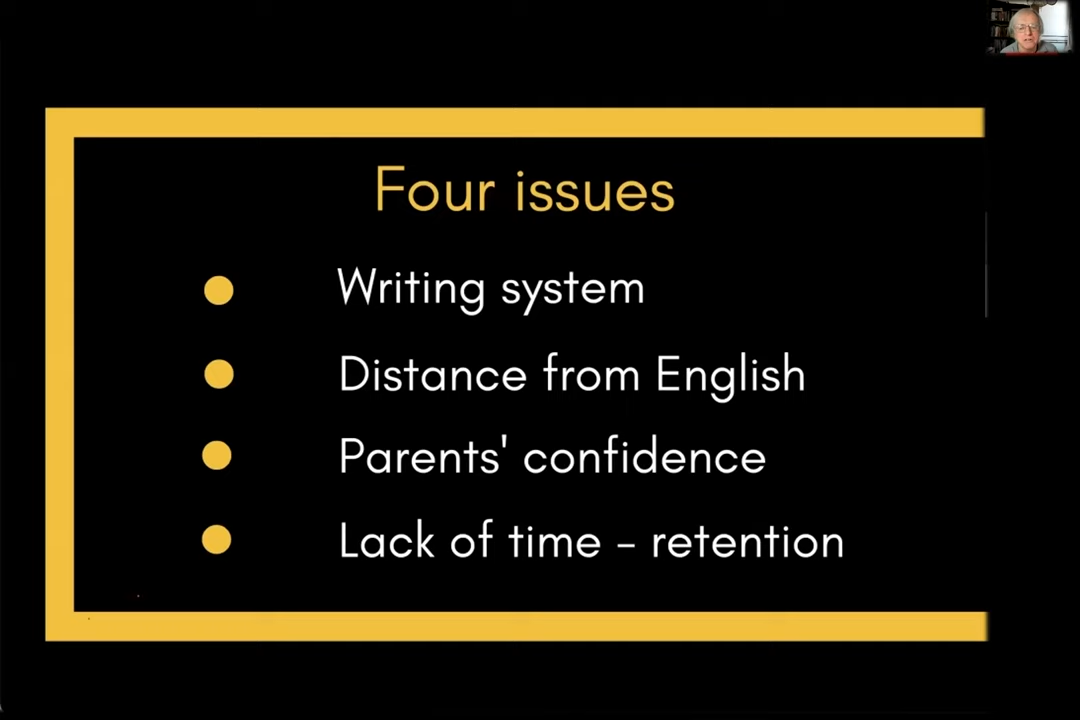 Four issues
Writing system
Distance from English
Parents' confidence
Lack of time - retention